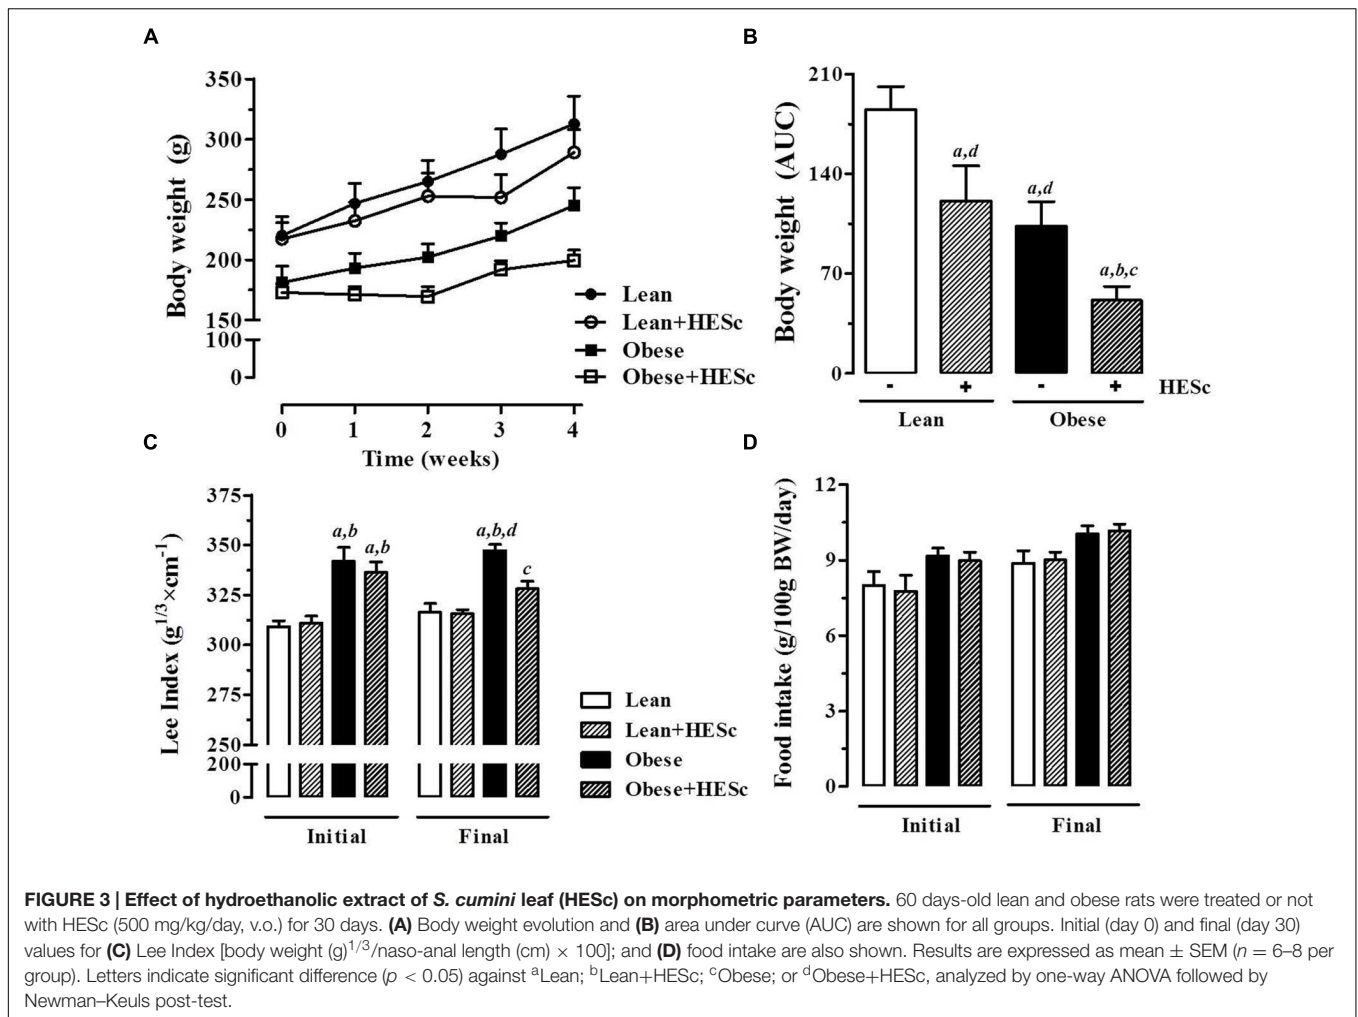 A
350
300
250
200
150
100
0
Body weight (g)
0 1 2 3 4
Time (weeks)
Lean
Lean+HESc
Obese
Obese+HESc
B
210
140
70
0
Body weight (AUC)
a,d
a,d
a,b,c
- + - + HESc
Lean Obese
C
375
350
325
300
275
250
200
0
Lee Index (g1/3×cm-1)
a,b
a,b
a,b,d
c
Initial Final
Lean
Lean+HESc
Obese
Obese+HESc
D
12
9
6
3
0
Food intake (g/100g BW/day)
Initial Final
FIGURE 3 | Effect of hydroethanolic extract of S. cumini leaf (HESc) on morphometric parameters. 60 days-old lean and obese rats were treated or not
with HESc (500 mg/kg/day, v.o.) for 30 days. (A) Body weight evolution and (B) area under curve (AUC) are shown for all groups. Initial (day 0) and final (day 30)
values for (C) Lee Index [body weight (g)1/3/naso-anal length (cm) × 100]; and (D) food intake are also shown. Results are expressed as mean ± SEM (n = 6–8 per
group). Letters indicate significant difference (p < 0.05) against aLean; bLean+HESc; cObese; or dObese+HESc, analyzed by one-way ANOVA followed by
Newman–Keuls post-test.